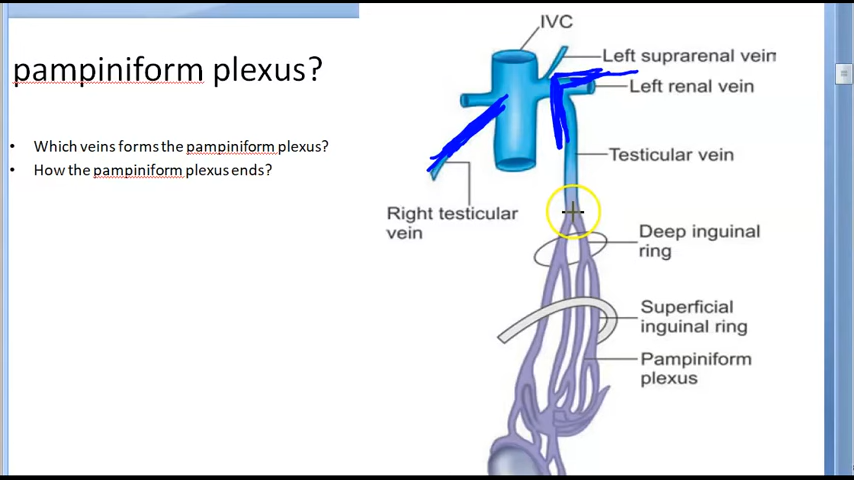 pampiniform plexus?
• Which veins forms the pampiniform plexus?
• How the pampiniform plexus ends?
IVC
Left suprarenal vein
Left renal vein
Testicular vein
Right testicular
vein
Deep inguinal
ring
Superficial
inguinal ring
Pampiniform
plexus